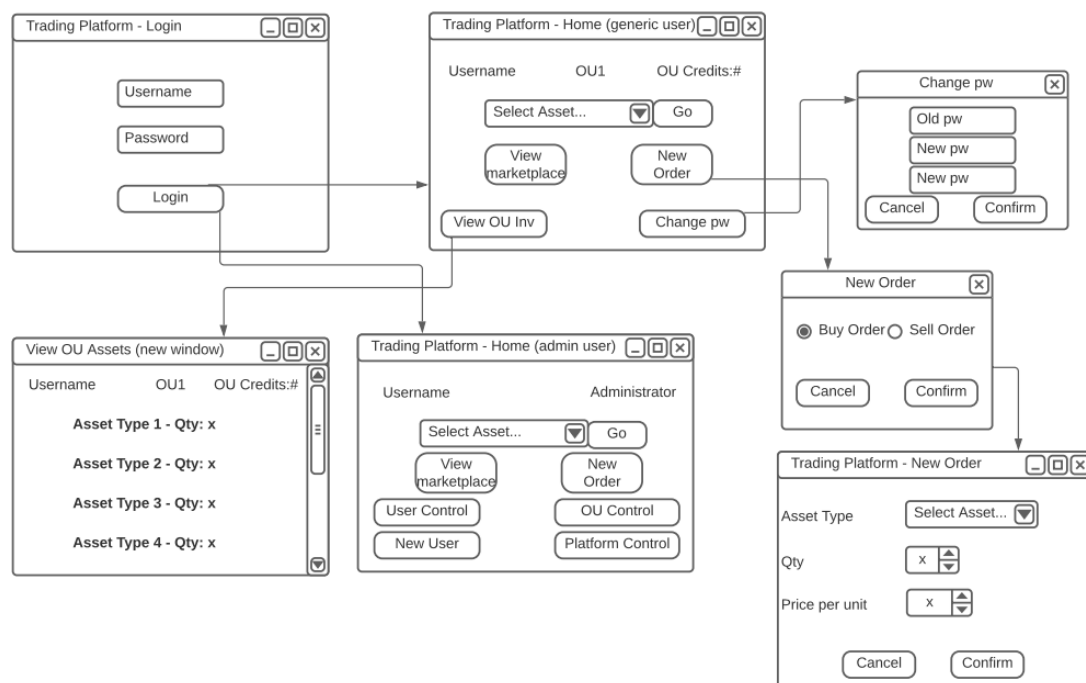 Trading Platform - Login
Username
Password
Login
Trading Platform - Home (generic user)
Username OU1 OU Credits:#
Select Asset... Go
View
marketplace
New
Order
View OU Inv
Change pw
Change pw
Old pw
New pw
New pw
Cancel Confirm
New Order
Buy Order Sell Order
Cancel Confirm
View OU Assets (new window)
Username OU1 OU Credits:#
Asset Type 1 - Qty: x
Asset Type 2 - Qty: x
Asset Type 3 - Qty: x
Asset Type 4 - Qty: x
Trading Platform - Home (admin user)
Username Administrator
Select Asset... Go
View
marketplace
New
Order
User Control OU Control
New User Platform Control
Trading Platform - New Order
Asset Type Select Asset...
Qty x
Price per unit x
Cancel Confirm